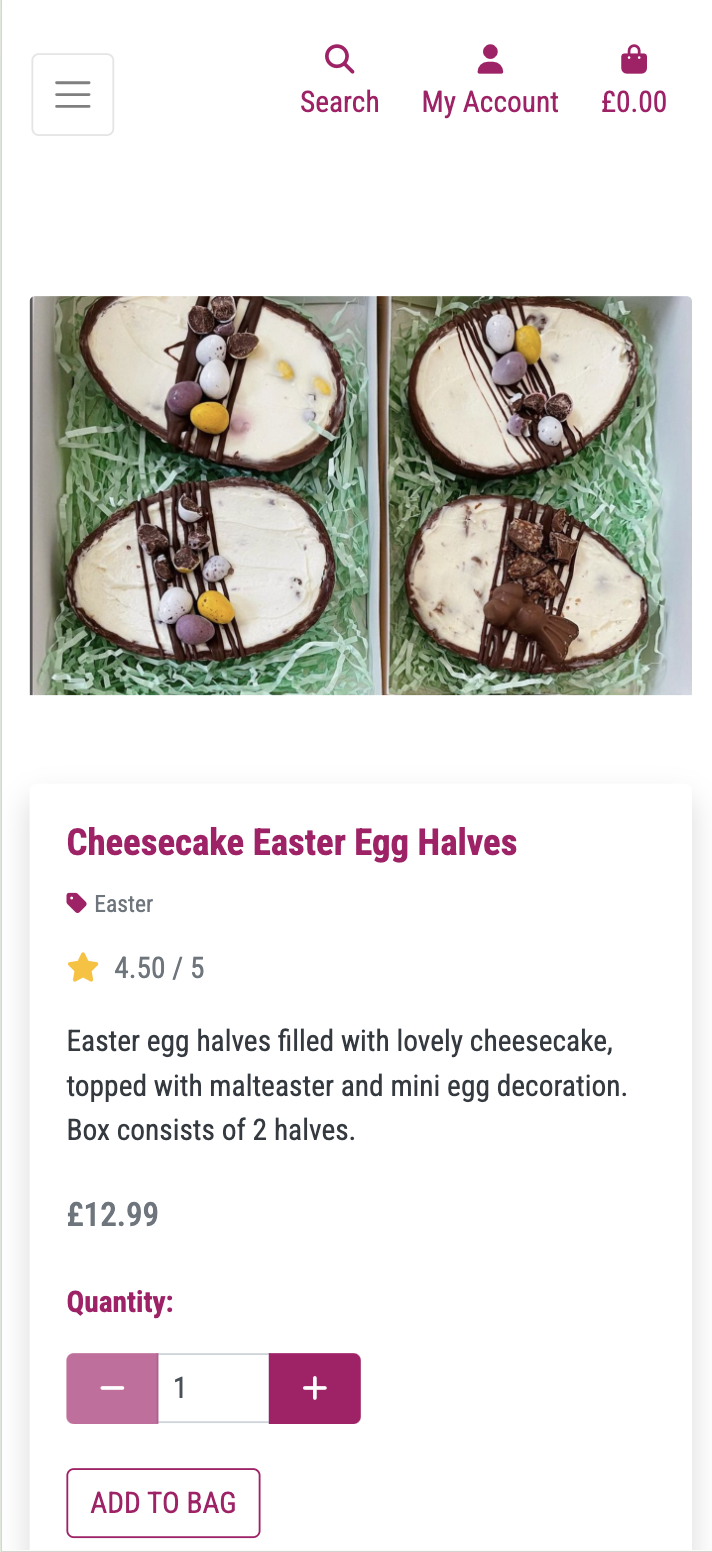 Search
My Account
£0.00
Cheesecake Easter Egg Halves
Easter
4.50 / 5
Easter egg halves filled with lovely cheesecake,
topped with malteaster and mini egg decoration.
Box consists of 2 halves.
£12.99
Quantity:
1
ADD TO BAG